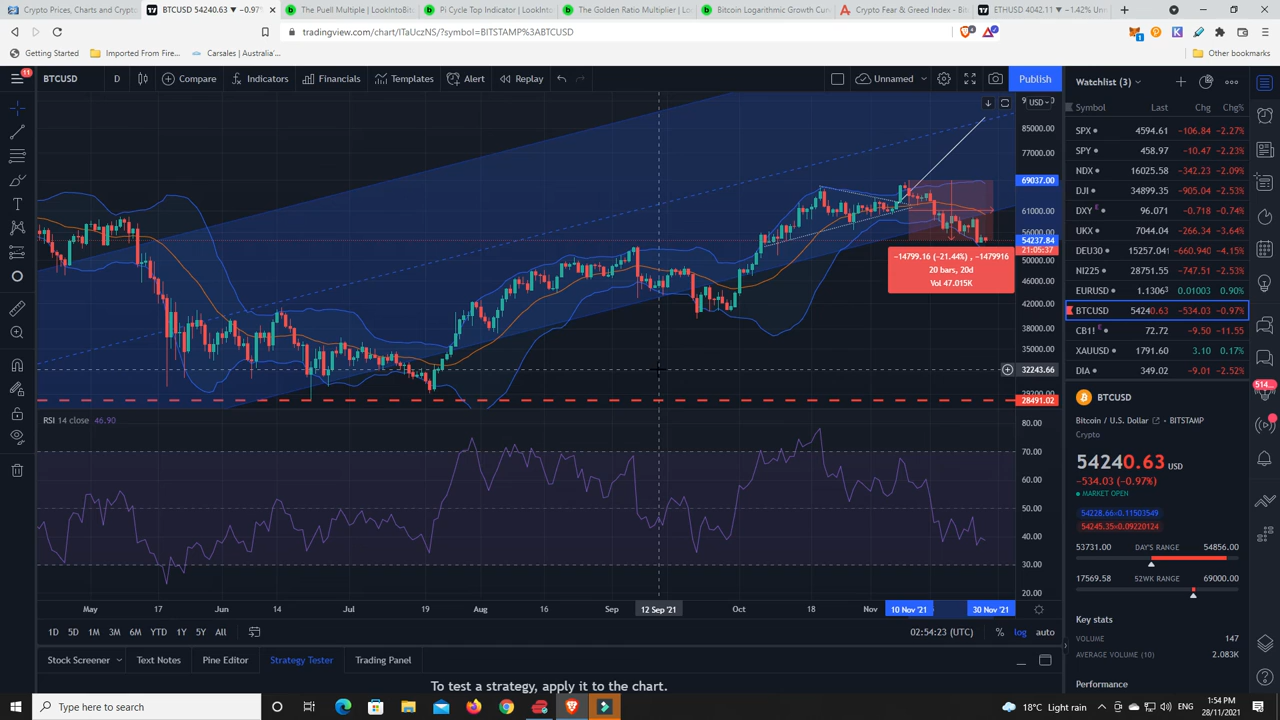 Crypto Prices, Charts and Crypto
BTCUSD 54240.63 ▼ −0.97%
The Puell Multiple | LookIntoBit
Pi Cycle Top Indicator | LookInto
The Golden Ratio Multiplier | Lo
Bitcoin Logarithmic Growth Curv
Crypto Fear & Greed Index - Bit
ETHUSD 4042.11 ▼ −1.42% Unn
tradingview.com/chart/ITaUczNS/?symbol=BITSTAMP%3ABTCUSD
Getting Started
Imported From Fire...
Carsales | Australia'...
Other bookmarks
11
BTCUSD
D
Compare
Indicators
Financials
Templates
Alert
Replay
Unnamed
Publish
Watchlist (3)
USD
Symbol Last Chg Chg%
SPX 4594.61 −106.84 −2.27%
SPY 458.97 −10.47 −2.23%
NDX 16025.58 −342.23 −2.09%
DJI 34899.35 −905.04 −2.53%
DXY E 96.071 −0.718 −0.74%
UKX 7044.04 −266.34 −3.64%
DEU30 15257.04 −660.940 −4.15%
NI225 28751.55 −747.51 −2.53%
EURUSD 1.1306³ 0.01003 0.90%
BTCUSD 54240.63 −534.03 −0.97%
CB1! E 72.72 −9.50 −11.55
XAUUSD 1791.60 3.10 0.17%
DIA 349.02 −9.01 −2.52%
85000.00
77000.00
69037.00
61000.00
56000.00
54237.84
21:05:37
50000.00
46000.00
42000.00
38000.00
35000.00
32243.66
28491.02
−14799.16 (−21.44%) , −1479916
20 bars, 20d
Vol 47.015K
RSI 14 close 46.90
80.00
70.00
60.00
50.00
40.00
30.00
20.00
May 17 Jun 14 Jul 19 Aug 16 Sep 12 Sep '21 Oct 18 Nov 10 Nov '21 30 Nov '21
1D 5D 1M 3M 6M YTD 1Y 5Y All
02:54:23 (UTC) % log auto
Stock Screener
Text Notes
Pine Editor
Strategy Tester
Trading Panel
To test a strategy, apply it to the chart.
BTCUSD
Bitcoin / U.S. Dollar • BITSTAMP
Crypto
54240.63 USD
−534.03 (−0.97%)
MARKET OPEN
54228.66×0.11503549
54245.35×0.09220124
53731.00 DAY'S RANGE 54856.00
17569.58 52WK RANGE 69000.00
Key stats
VOLUME 147
AVERAGE VOLUME (10) 2.083K
Performance
Type here to search
18°C Light rain
ENG
1:54 PM
28/11/2021